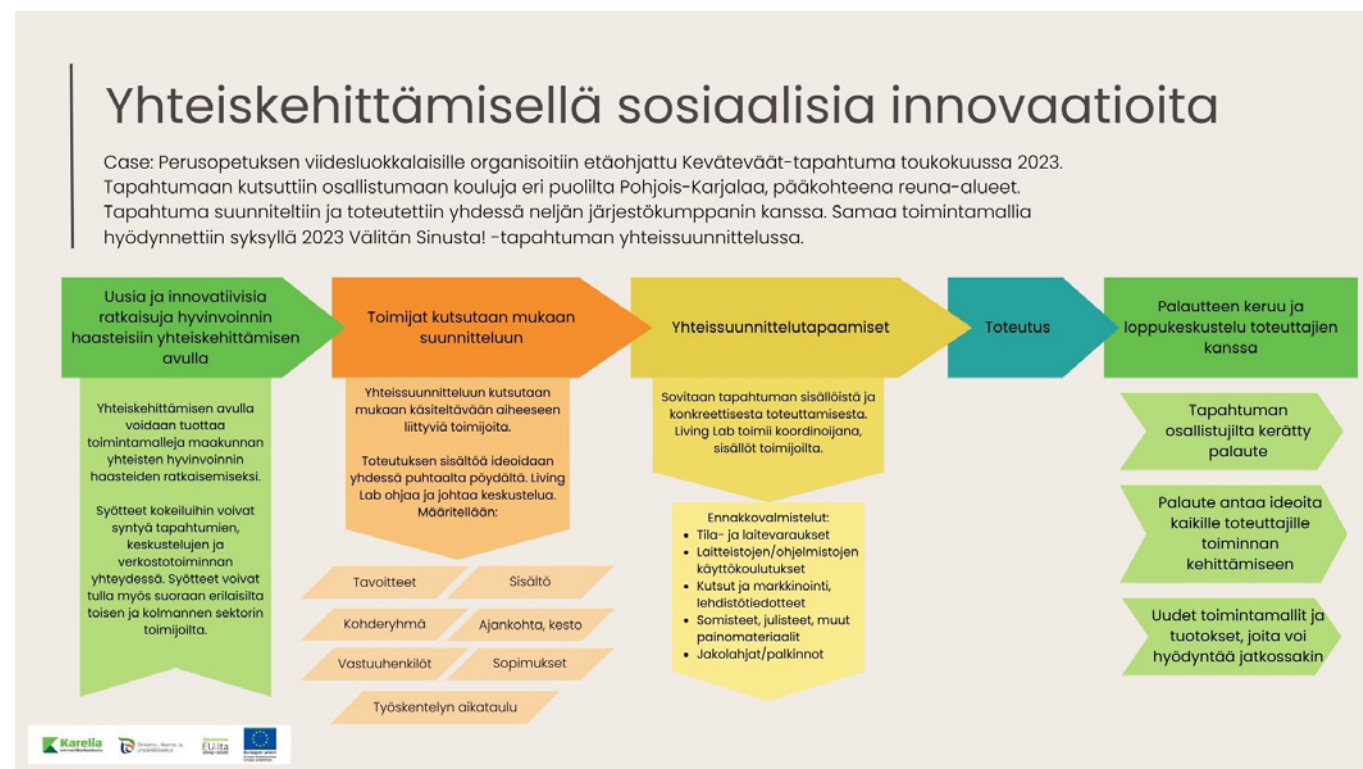 Yhteiskehittämisellä sosiaalisia innovaatioita
Case: Perusopetuksen viidesluokkalaisille organisoitiin etäohjattu Keväteväät-tapahtuma toukokuussa 2023.
Tapahtumaan kutsuttiin osallistumaan kouluja eri puolilta Pohjois-Karjalaa, pääkohteena reuna-alueet.
Tapahtuma suunniteltiin ja toteutettiin yhdessä neljän järjestökumppanin kanssa. Samaa toimintamallia
hyödynnettiin syksyllä 2023 Välitän Sinusta! -tapahtuman yhteissuunnittelussa.
Uusia ja innovatiivisia
ratkaisuja hyvinvoinnin
haasteisiin yhteiskehittämisen
avulla
Yhteiskehittämisen avulla
voidaan tuottaa
toimintamalleja maakunnan
yhteisten hyvinvoinnin
haasteiden ratkaisemiseksi.
Syötteet kokeiluihin voivat
syntyä tapahtumien,
keskustelujen ja
verkostotoiminnan
yhteydessä. Syötteet voivat
tulla myös suoraan erilaisilta
toisen ja kolmannen sektorin
toimijoilta.
Toimijat kutsutaan mukaan
suunnitteluun
Yhteissuunnitteluun kutsutaan
mukaan käsiteltävään aiheeseen
liittyviä toimijoita.
Toteutuksen sisältöä ideoidaan
yhdessä puhtaalta pöydältä. Living
Lab ohjaa ja johtaa keskustelua.
Määritellään:
Tavoitteet
Sisältö
Kohderyhmä
Ajankohta, kesto
Vastuuhenkilöt
Sopimukset
Työskentelyn aikataulu
Yhteissuunnittelutapaamiset
Sovitaan tapahtuman sisällöistä ja
konkreettisesta toteuttamisesta.
Living Lab toimii koordinoijana,
sisällöt toimijoilta.
Ennakkovalmistelut:
• Tila- ja laitevaraukset
• Laitteistojen/ohjelmistojen
käyttökoulutukset
• Kutsut ja markkinointi,
lehdistötiedotteet
• Somisteet, julisteet, muut
painomateriaalit
• Jakolahjat/palkinnot
Toteutus
Palautteen keruu ja
loppukeskustelu toteuttajien
kanssa
Tapahtuman
osallistujilta kerätty
palaute
Palaute antaa ideoita
kaikille toteuttajille
toiminnan
kehittämiseen
Uudet toimintamallit ja
tuotokset, joita voi
hyödyntää jatkossakin
Karelia
EU:lta